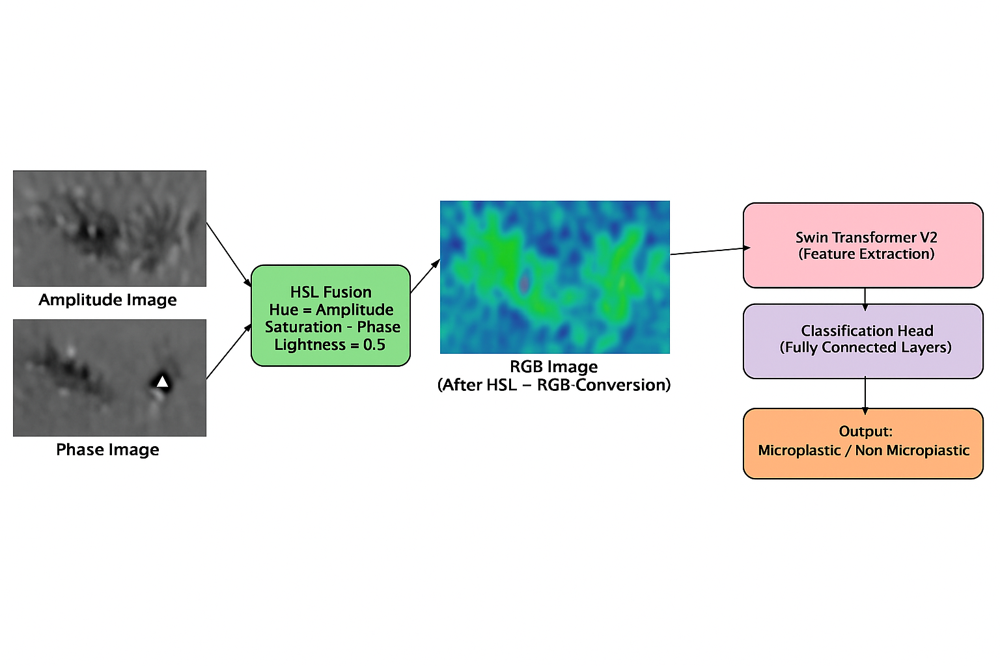 Amplitude Image
Phase Image
HSL Fusion
Hue = Amplitude
Saturation - Phase
Lightness = 0.5
RGB Image
(After HSL – RGB-Conversion)
Swin Transformer V2
(Feature Extraction)
Classification Head
(Fully Connected Layers)
Output:
Microplastic / Non Micropiastic